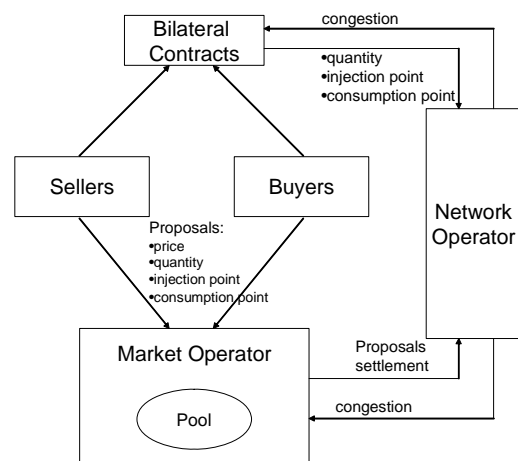 congestion
Bilateral
Contracts
•quantity
•injection point
•consumption point
Sellers
Buyers
Network
Operator
Proposals:
•price
•quantity
•injection point
•consumption point
Market Operator
Proposals
settlement
Pool
congestion